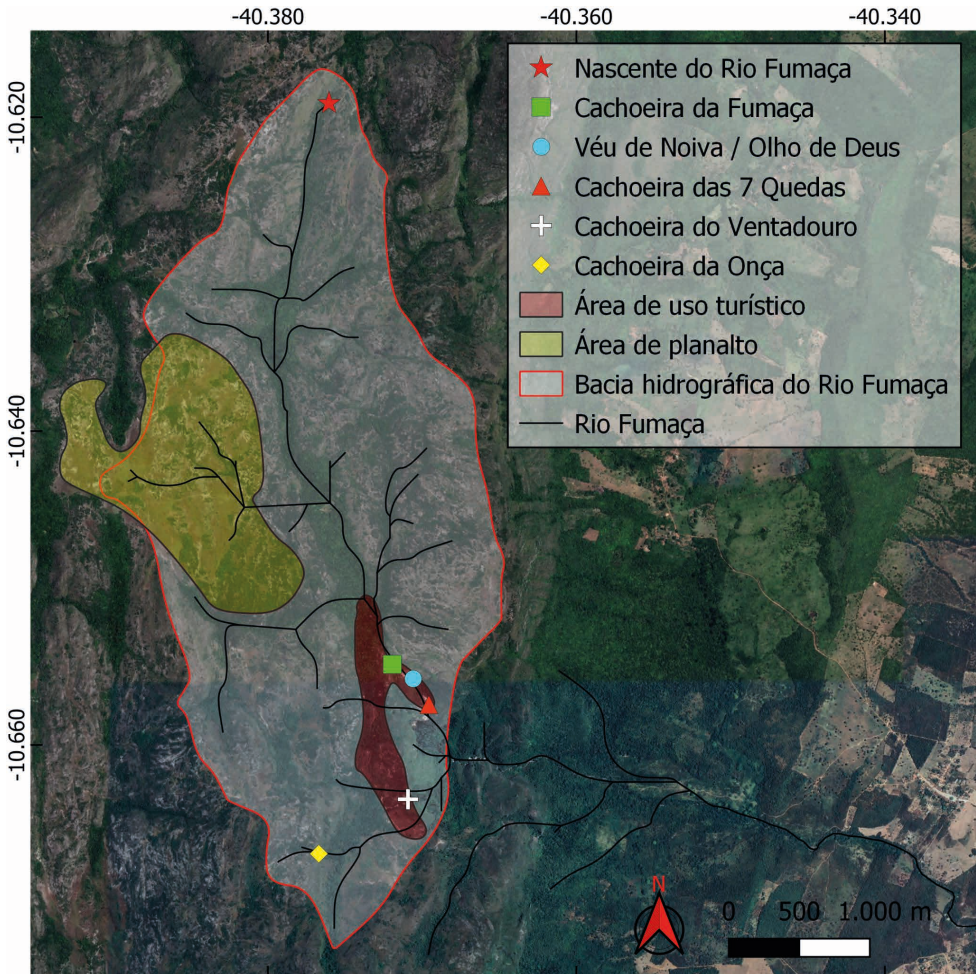 -40.380
-40.360
-40.340
-10.620
-10.640
-10.660
Nascente do Rio Fumaça
Cachoeira da Fumaça
Véu de Noiva / Olho de Deus
Cachoeira das 7 Quedas
Cachoeira do Ventadouro
Cachoeira da Onça
Área de uso turístico
Área de planalto
Bacia hidrográfica do Rio Fumaça
Rio Fumaça
N
0 500 1.000 m